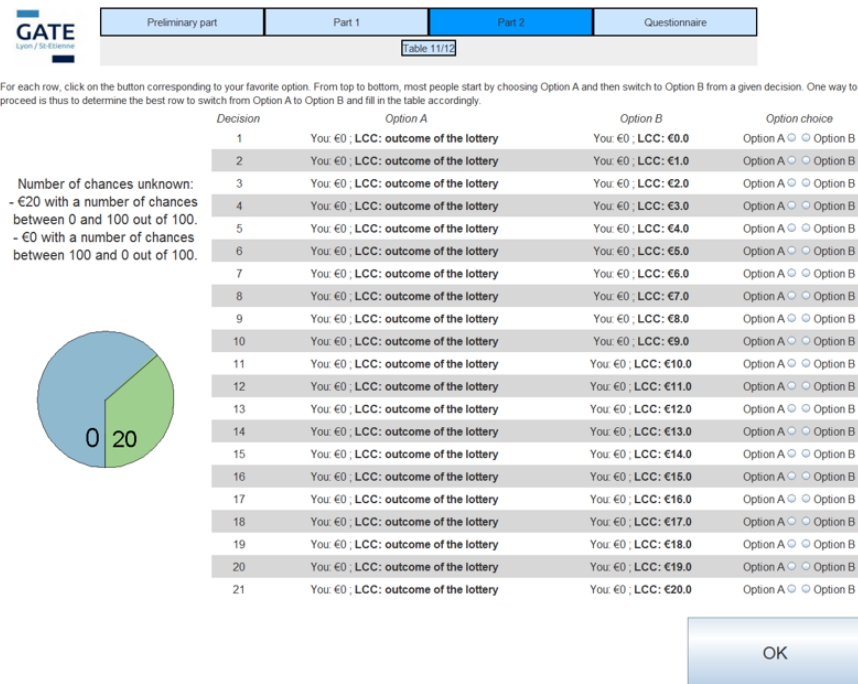 GATE
Lyon / St-Etienne
Preliminary part Part 1 Part 2 Questionnaire
Table 11/12
For each row, click on the button corresponding to your favorite option. From top to bottom, most people start by choosing Option A and then switch to Option B from a given decision. One way to
proceed is thus to determine the best row to switch from Option A to Option B and fill in the table accordingly.
Decision Option A Option B Option choice
1 You: €0 ; LCC: outcome of the lottery You: €0 ; LCC: €0.0 Option A Option B
2 You: €0 ; LCC: outcome of the lottery You: €0 ; LCC: €1.0 Option A Option B
3 You: €0 ; LCC: outcome of the lottery You: €0 ; LCC: €2.0 Option A Option B
4 You: €0 ; LCC: outcome of the lottery You: €0 ; LCC: €3.0 Option A Option B
5 You: €0 ; LCC: outcome of the lottery You: €0 ; LCC: €4.0 Option A Option B
6 You: €0 ; LCC: outcome of the lottery You: €0 ; LCC: €5.0 Option A Option B
7 You: €0 ; LCC: outcome of the lottery You: €0 ; LCC: €6.0 Option A Option B
8 You: €0 ; LCC: outcome of the lottery You: €0 ; LCC: €7.0 Option A Option B
9 You: €0 ; LCC: outcome of the lottery You: €0 ; LCC: €8.0 Option A Option B
10 You: €0 ; LCC: outcome of the lottery You: €0 ; LCC: €9.0 Option A Option B
11 You: €0 ; LCC: outcome of the lottery You: €0 ; LCC: €10.0 Option A Option B
12 You: €0 ; LCC: outcome of the lottery You: €0 ; LCC: €11.0 Option A Option B
13 You: €0 ; LCC: outcome of the lottery You: €0 ; LCC: €12.0 Option A Option B
14 You: €0 ; LCC: outcome of the lottery You: €0 ; LCC: €13.0 Option A Option B
15 You: €0 ; LCC: outcome of the lottery You: €0 ; LCC: €14.0 Option A Option B
16 You: €0 ; LCC: outcome of the lottery You: €0 ; LCC: €15.0 Option A Option B
17 You: €0 ; LCC: outcome of the lottery You: €0 ; LCC: €16.0 Option A Option B
18 You: €0 ; LCC: outcome of the lottery You: €0 ; LCC: €17.0 Option A Option B
19 You: €0 ; LCC: outcome of the lottery You: €0 ; LCC: €18.0 Option A Option B
20 You: €0 ; LCC: outcome of the lottery You: €0 ; LCC: €19.0 Option A Option B
21 You: €0 ; LCC: outcome of the lottery You: €0 ; LCC: €20.0 Option A Option B
Number of chances unknown:
- €20 with a number of chances
between 0 and 100 out of 100.
- €0 with a number of chances
between 100 and 0 out of 100.
0 20
OK